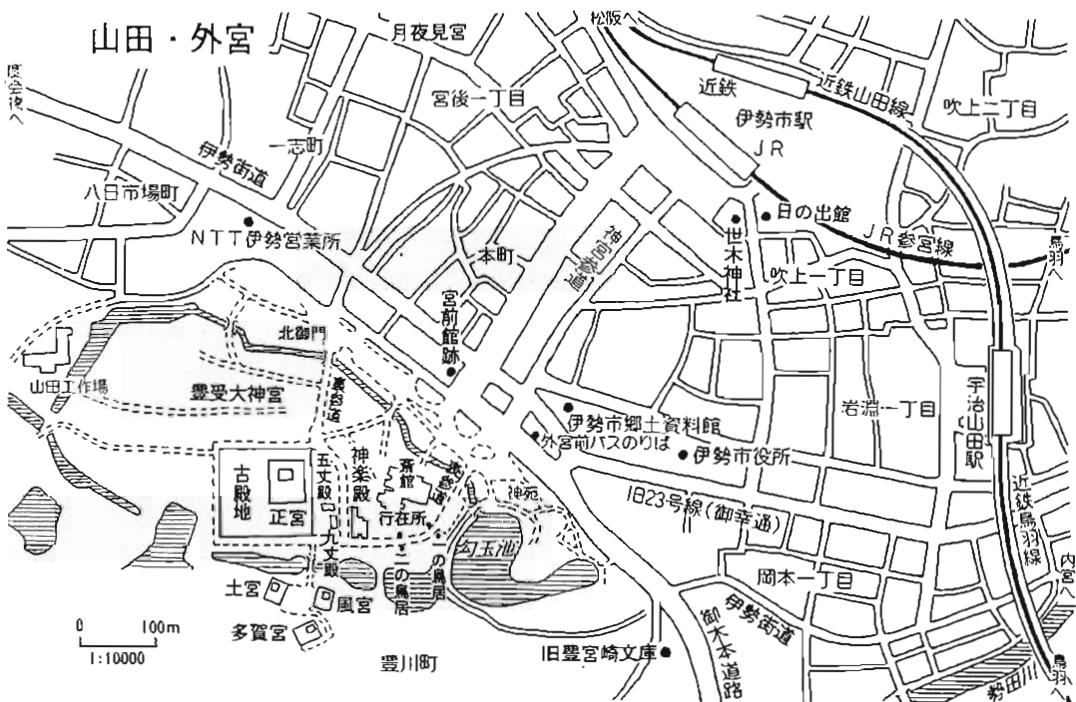 山田・外宮
月夜見宮
松阪へ
度会後へ
宮後一丁目
近鉄
近鉄山田線
吹上二丁目
伊勢市駅
JR
一志町
伊勢街道
八日市場町
NTT伊勢営業所
本町
神宮参道
世木神社
日の出館
JR参宮線
鳥羽へ
吹上一丁目
宮前館跡
北御門
山田工作場
豊受大神宮
裏参道
伊勢市郷土資料館
外宮前バスのりば
伊勢市役所
岩淵一丁目
宇治山田駅
古殿地
正宮
五丈殿
神楽殿
斎館
行在所
神苑
旧23号線(御幸通)
近鉄鳥羽線
九丈殿
二の鳥居
一の鳥居
勾玉池
内宮へ
土宮
風宮
多賀宮
岡本一丁目
伊勢街道
御木本道路
0 100m
1:10000
豊川町
旧豊宮崎文庫
勢田川
鳥羽へ